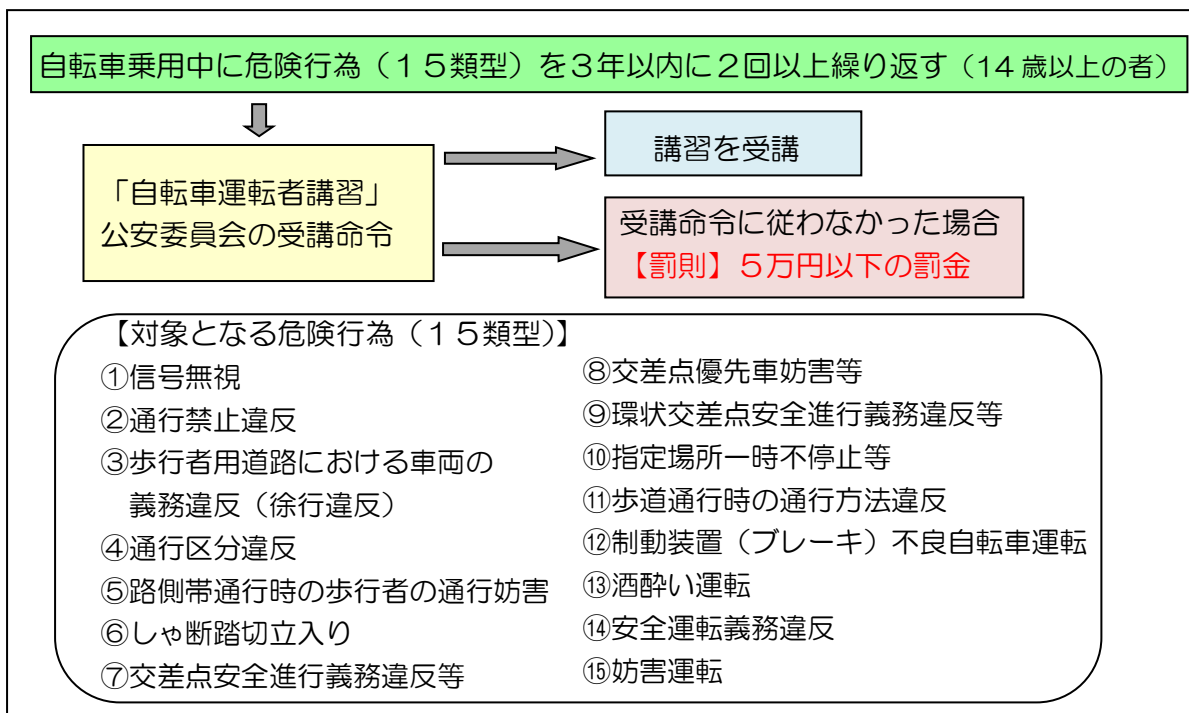 自転車乗用中に危険行為（１５類型）を３年以内に２回以上繰り返す（14 歳以上の者）
「自転車運転者講習」
公安委員会の受講命令
講習を受講
受講命令に従わなかった場合
【罰則】５万円以下の罰金
【対象となる危険行為（１５類型）】
①信号無視
②通行禁止違反
③歩行者用道路における車両の
義務違反（徐行違反）
④通行区分違反
⑤路側帯通行時の歩行者の通行妨害
⑥しゃ断踏切立入り
⑦交差点安全進行義務違反等
⑧交差点優先車妨害等
⑨環状交差点安全進行義務違反等
⑩指定場所一時不停止等
⑪歩道通行時の通行方法違反
⑫制動装置（ブレーキ）不良自転車運転
⑬酒酔い運転
⑭安全運転義務違反
⑮妨害運転